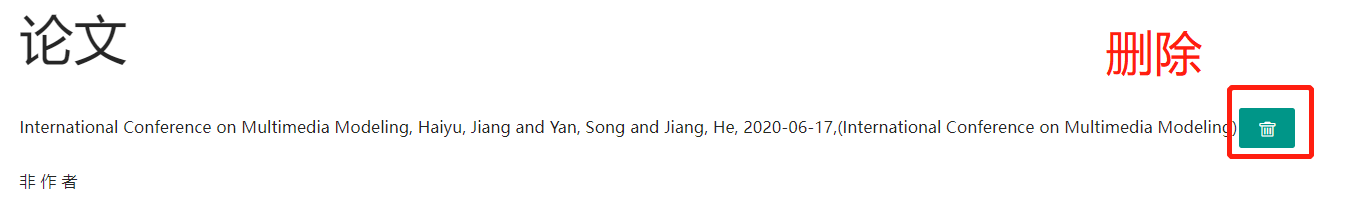 论文
删除
International Conference on Multimedia Modeling, Haiyu, Jiang and Yan, Song and Jiang, He, 2020-06-17,(International Conference on Multimedia Modeling)
非 作 者